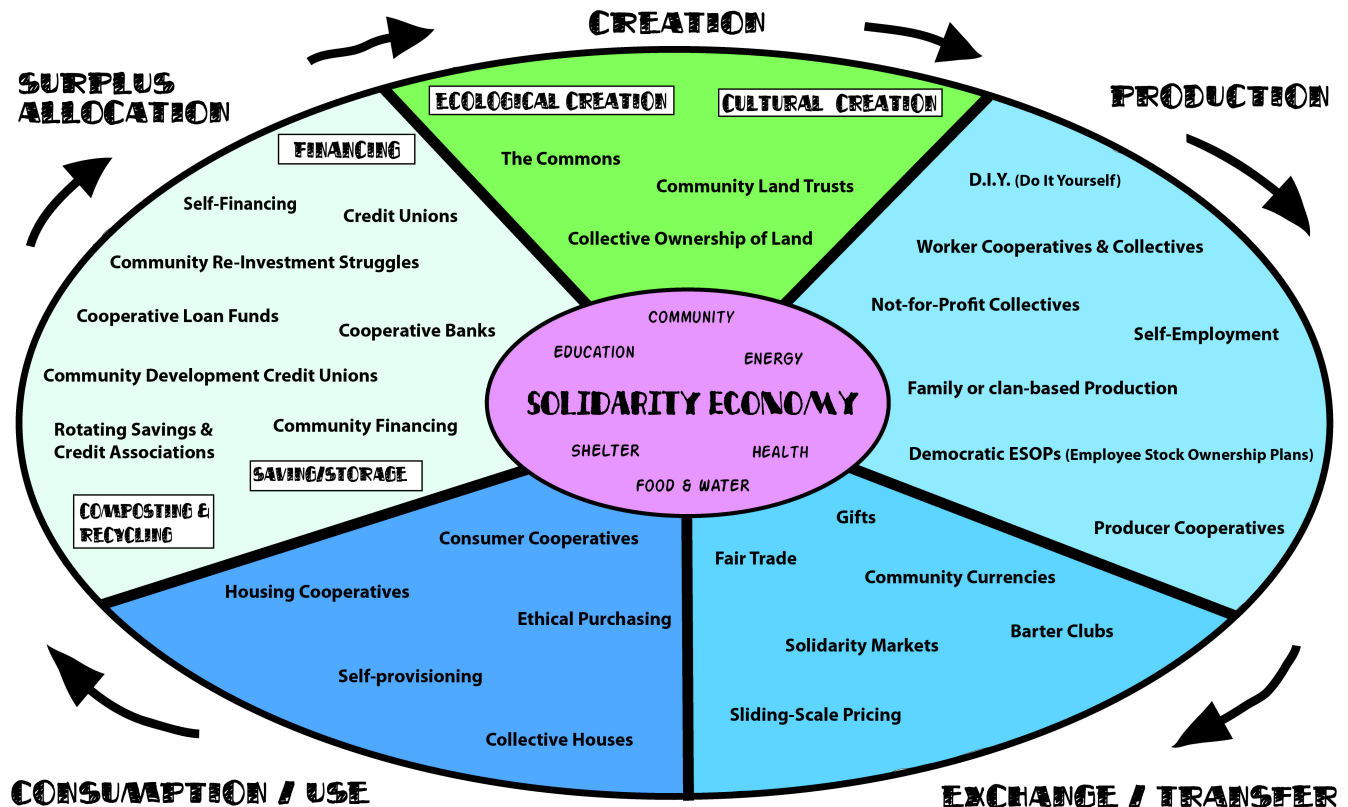 CREATION
SURPLUS
ALLOCATION
PRODUCTION
ECOLOGICAL CREATION
CULTURAL CREATION
The Commons
Community Land Trusts
Collective Ownership of Land
FINANCING
Self-Financing
Credit Unions
Community Re-Investment Struggles
Cooperative Loan Funds
Cooperative Banks
Community Development Credit Unions
Rotating Savings &
Credit Associations
Community Financing
SAVING/STORAGE
COMPOSTING &
RECYCLING
D.I.Y. (Do It Yourself)
Worker Cooperatives & Collectives
Not-for-Profit Collectives
Self-Employment
Family or clan-based Production
Democratic ESOPs (Employee Stock Ownership Plans)
Producer Cooperatives
COMMUNITY
EDUCATION
ENERGY
SOLIDARITY ECONOMY
SHELTER
HEALTH
FOOD & WATER
Consumer Cooperatives
Housing Cooperatives
Ethical Purchasing
Self-provisioning
Collective Houses
Gifts
Fair Trade
Community Currencies
Barter Clubs
Solidarity Markets
Sliding-Scale Pricing
CONSUMPTION / USE
EXCHANGE / TRANSFER